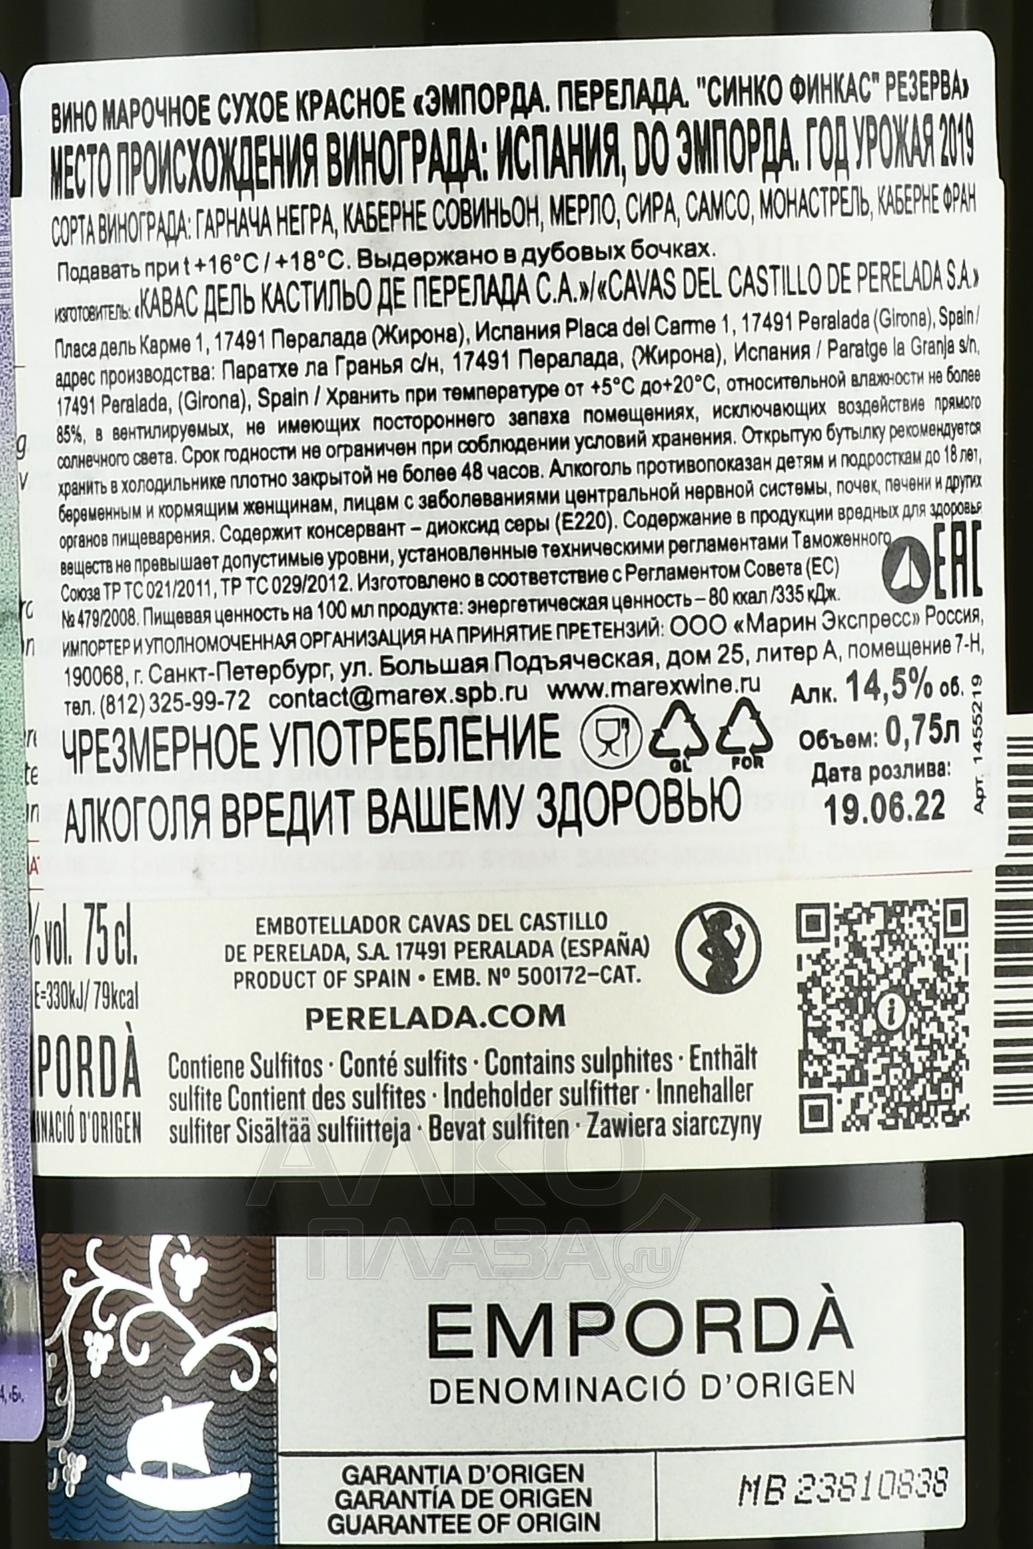 ВИНО МАРОЧНОЕ СУХОЕ КРАСНОЕ «ЭМПОРДА. ПЕРЕЛАДА. "СИНКО ФИНКАС" РЕЗЕРВА»
МЕСТО ПРОИСХОЖДЕНИЯ ВИНОГРАДА: ИСПАНИЯ, DO ЭМПОРДА. ГОД УРОЖАЯ 2019
СОРТА ВИНОГРАДА: ГАРНАЧА НЕГРА, КАБЕРНЕ СОВИНЬОН, МЕРЛО, СИРА, САМСО, МОНАСТРЕЛЬ, КАБЕРНЕ ФРАН
Подавать при t +16°C / +18°C. Выдержано в дубовых бочках.
ИЗГОТОВИТЕЛЬ: «КАВАС ДЕЛЬ КАСТИЛЬО ДЕ ПЕРЕЛАДА С.А.»/«CAVAS DEL CASTILLO DE PERELADA S.A.»
Пласа дель Карме 1, 17491 Пералада (Жирона), Испания Placa del Carme 1, 17491 Peralada (Girona), Spain /
адрес производства: Паратхе ла Гранья с/н, 17491 Пералада, (Жирона), Испания / Paratge la Granja s/n,
17491 Peralada, (Girona), Spain / Хранить при температуре от +5°С до+20°С, относительной влажности не более
85%, в вентилируемых, не имеющих постороннего запаха помещениях, исключающих воздействие прямого
солнечного света. Срок годности не ограничен при соблюдении условий хранения. Открытую бутылку рекомендуется
хранить в холодильнике плотно закрытой не более 48 часов. Алкоголь противопоказан детям и подросткам до 18 лет,
беременным и кормящим женщинам, лицам с заболеваниями центральной нервной системы, почек, печени и других
органов пищеварения. Содержит консервант – диоксид серы (Е220). Содержание в продукции вредных для здоровья
веществ не превышает допустимые уровни, установленные техническими регламентами Таможенного
Союза ТР ТС 021/2011, ТР ТС 029/2012. Изготовлено в соответствие с Регламентом Совета (ЕС)
№ 479/2008. Пищевая ценность на 100 мл продукта: энергетическая ценность – 80 ккал /335 кДж.
EAC
ИМПОРТЕР И УПОЛНОМОЧЕННАЯ ОРГАНИЗАЦИЯ НА ПРИНЯТИЕ ПРЕТЕНЗИЙ: ООО «Марин Экспресс» Россия,
190068, г. Санкт-Петербург, ул. Большая Подъяческая, дом 25, литер А, помещение 7-Н,
тел. (812) 325-99-72 contact@marex.spb.ru www.marexwine.ru
Алк. 14,5% об.
Объем: 0,75л
Дата розлива:
19.06.22
Арт. 1455219
ЧРЕЗМЕРНОЕ УПОТРЕБЛЕНИЕ
GL FOR
АЛКОГОЛЯ ВРЕДИТ ВАШЕМУ ЗДОРОВЬЮ
% vol. 75 cl.
E=330kJ/79kcal
PORDÀ
D'ORIGEN
EMBOTELLADOR CAVAS DEL CASTILLO
DE PERELADA, S.A. 17491 PERALADA (ESPAÑA)
PRODUCT OF SPAIN • EMB. Nº 500172-CAT.
PERELADA.COM
Contiene Sulfitos · Conté sulfits · Contains sulphites · Enthält
sulfite Contient des sulfites · Indeholder sulfitter · Innehaller
sulfiter Sisältää sulfiitteja · Bevat sulfiten · Zawiera siarczyny
i
АЛКО
ПЛАЗА.ru
EMPORDÀ
DENOMINACIÓ D'ORIGEN
GARANTIA D'ORIGEN
GARANTÍA DE ORIGEN
GUARANTEE OF ORIGIN
MB 23810838